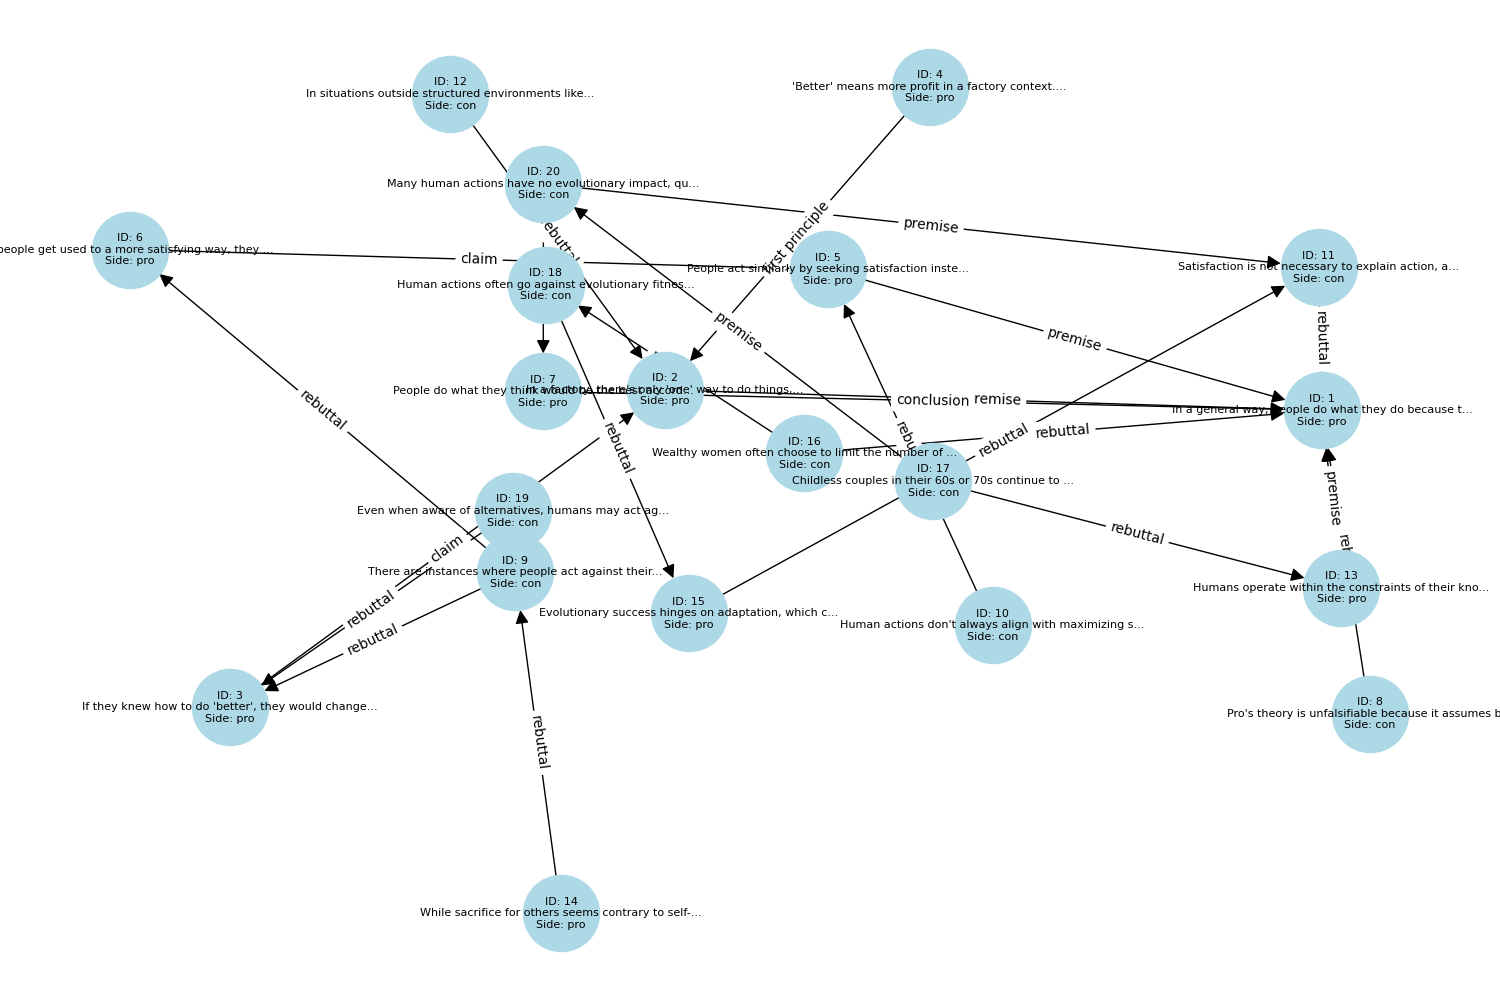 ID: 4
'Better' means more profit in a factory context....
Side: pro
ID: 12
In situations outside structured environments like...
Side: con
ID: 20
Many human actions have no evolutionary impact, qu...
Side: con
premise
first principle
ID: 6
people get used to a more satisfying way, they...
Side: pro
claim
ID: 18
Human actions often go against evolutionary fitnes...
Side: con
ID: 5
People act similarly by seeking satisfaction inste...
Side: pro
ID: 11
Satisfaction is not necessary to explain action, a...
Side: con
premise
premise
rebuttal
ID: 7
People do what they think would be the best accord...
Side: pro
ID: 2
In a factory, there's only 'one' way to do things,...
Side: pro
conclusion
remise
ID: 1
In a general way, people do what they do because t...
Side: pro
rebuttal
rebuttal
rebuttal
rebuttal
ID: 16
Wealthy women often choose to limit the number of ...
Side: con
ID: 17
Childless couples in their 60s or 70s continue to ...
Side: con
premise
ID: 19
Even when aware of alternatives, humans may act ag...
Side: con
claim
rebuttal
ID: 9
There are instances where people act against their...
Side: con
ID: 13
Humans operate within the constraints of their kno...
Side: pro
rebuttal
rebuttal
ID: 15
Evolutionary success hinges on adaptation, which c...
Side: pro
ID: 10
Human actions don't always align with maximizing s...
Side: con
ID: 3
If they knew how to do 'better', they would change...
Side: pro
ID: 8
Pro's theory is unfalsifiable because it assumes b
Side: con
rebuttal
ID: 14
While sacrifice for others seems contrary to self-...
Side: pro